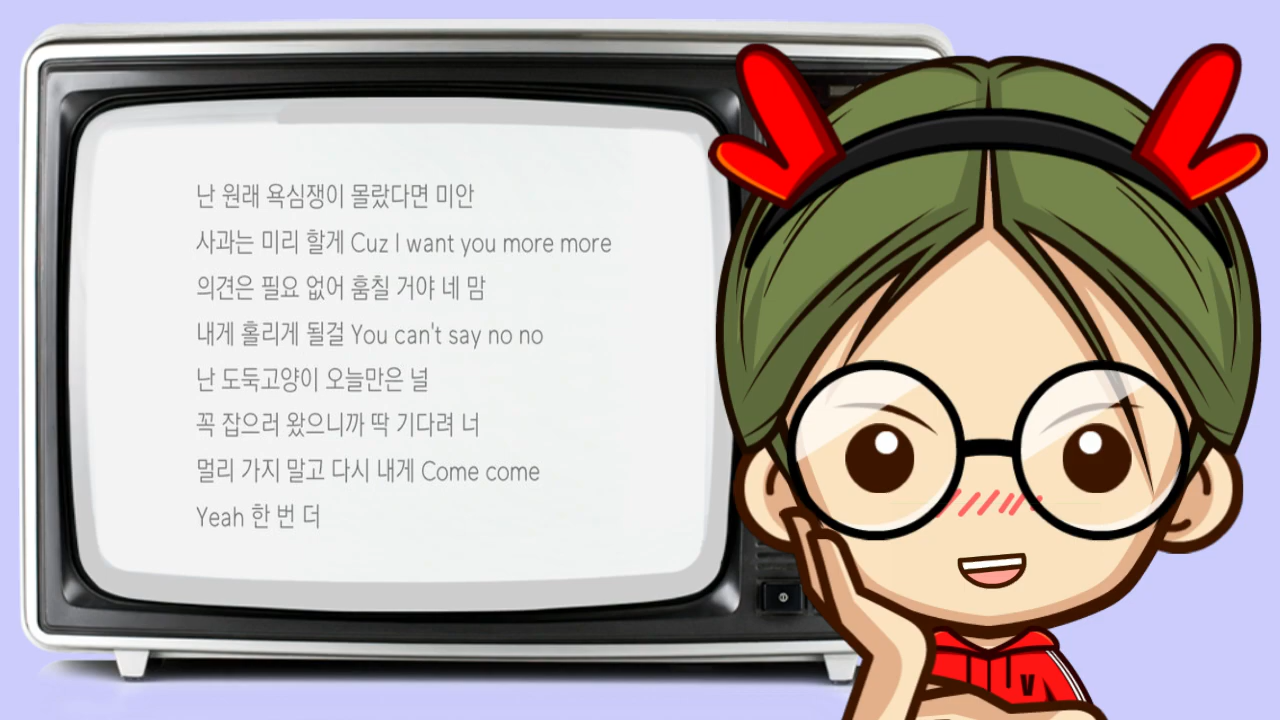 난 원래 욕심쟁이 몰랐다면 미안
사과는 미리 할게 Cuz I want you more more
의견은 필요 없어 훔칠 거야 네 맘
내게 홀리게 될걸 You can't say no no
난 도둑고양이 오늘만은 널
꼭 잡으러 왔으니까 딱 기다려 너
멀리 가지 말고 다시 내게 Come come
Yeah 한 번 더
V